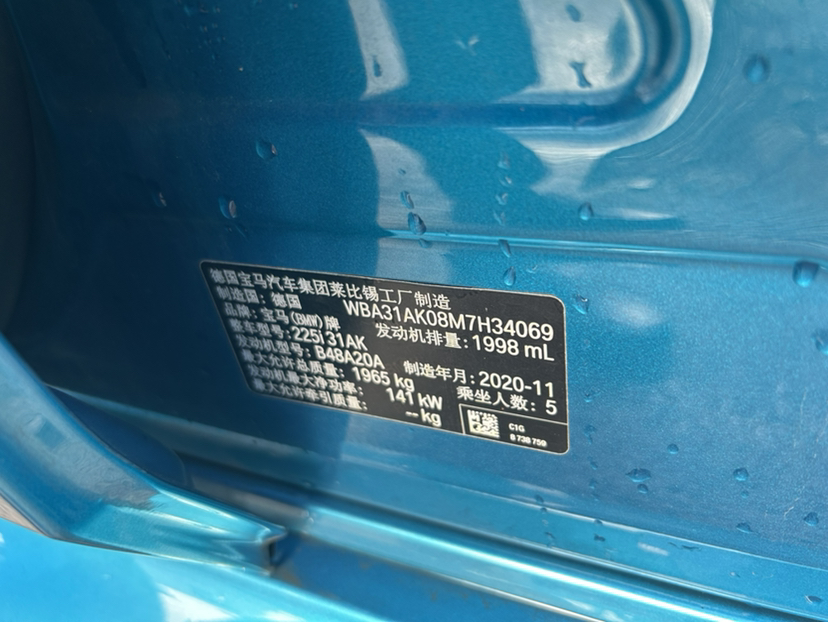 德国宝马汽车集团莱比锡工厂制造
制造国：德国 WBA31AK08M7H34069
品牌：宝马(BMW)牌 发动机排量：1998 mL
整车型号：225i 31AK
发动机型号：B48A20A 制造年月：2020-11
最大允许总质量：1965 kg 乘坐人数：5
发动机最大净功率：141 kW
最大允许牵引质量：-- kg
C1G
8 738 759